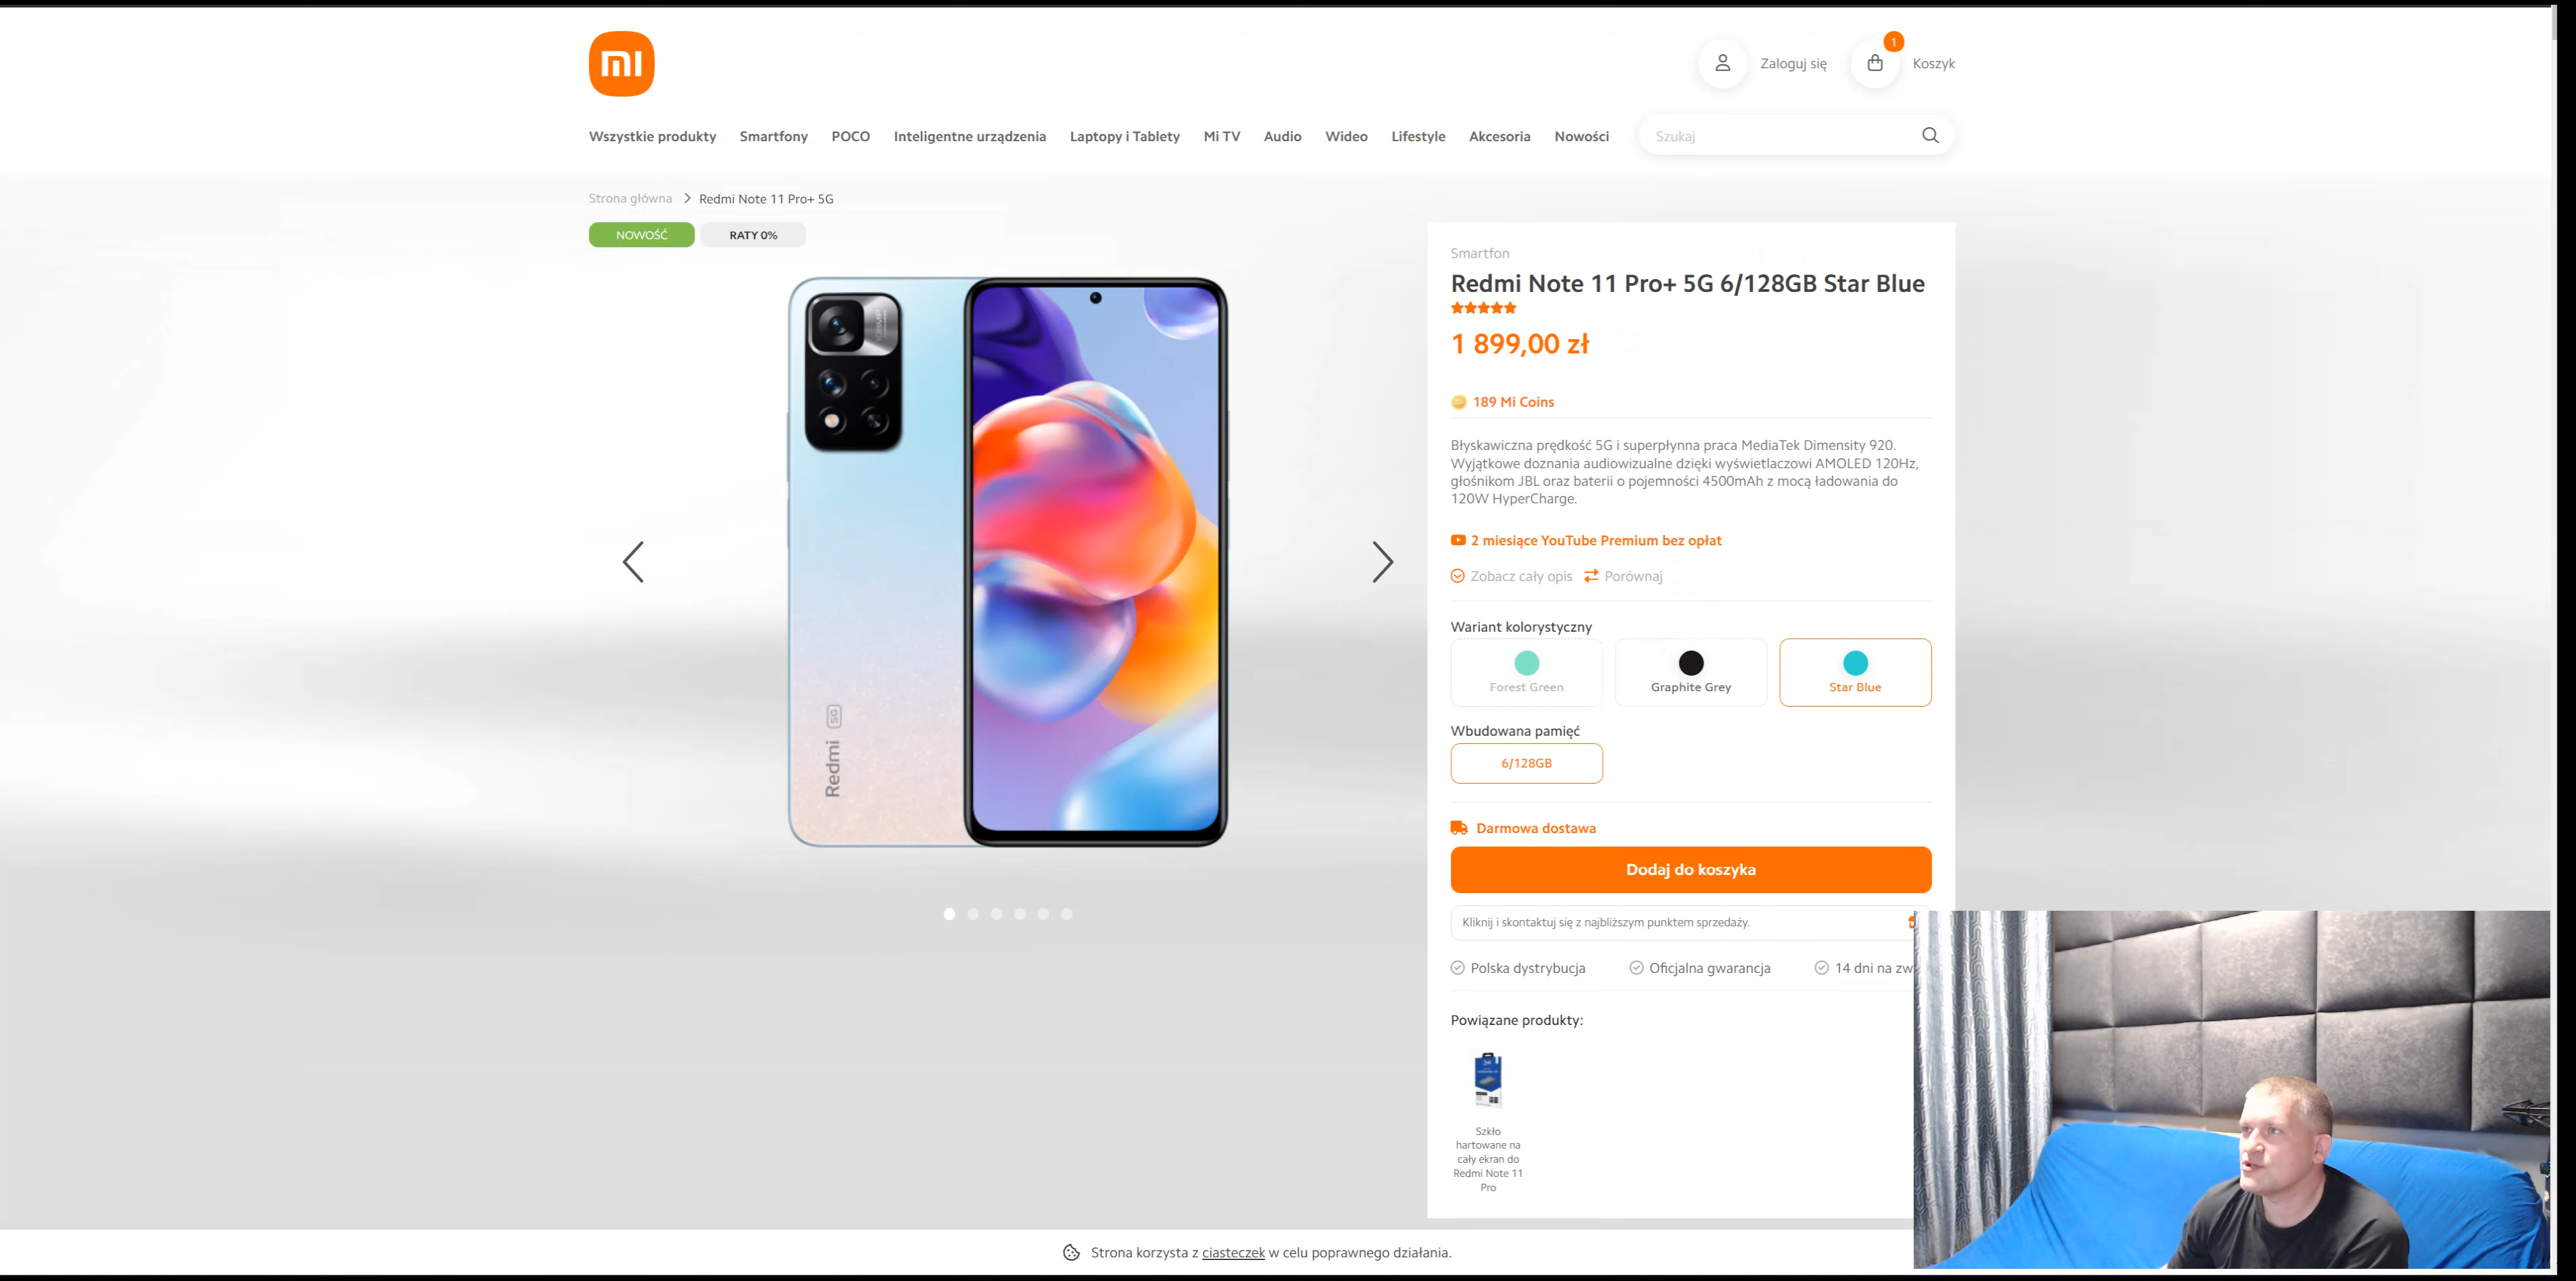 mi
1
Zaloguj się
Koszyk
Wszystkie produkty
Smartfony
POCO
Inteligentne urządzenia
Laptopy i Tablety
Mi TV
Audio
Wideo
Lifestyle
Akcesoria
Nowości
Szukaj
Strona główna
Redmi Note 11 Pro+ 5G
NOWOŚĆ
RATY 0%
Redmi 5G
Smartfon
Redmi Note 11 Pro+ 5G 6/128GB Star Blue
1 899,00 zł
189 Mi Coins
Błyskawiczna prędkość 5G i superpłynna praca MediaTek Dimensity 920.
Wyjątkowe doznania audiowizualne dzięki wyświetlaczowi AMOLED 120Hz,
głośnikom JBL oraz baterii o pojemności 4500mAh z mocą ładowania do
120W HyperCharge.
2 miesiące YouTube Premium bez opłat
Zobacz cały opis
Porównaj
Wariant kolorystyczny
Forest Green
Graphite Grey
Star Blue
Wbudowana pamięć
6/128GB
Darmowa dostawa
Dodaj do koszyka
Kliknij i skontaktuj się z najbliższym punktem sprzedaży.
Polska dystrybucja
Oficjalna gwarancja
14 dni na zw
Powiązane produkty:
Szkło
hartowane na
cały ekran do
Redmi Note 11
Pro
Strona korzysta z ciasteczek w celu poprawnego działania.